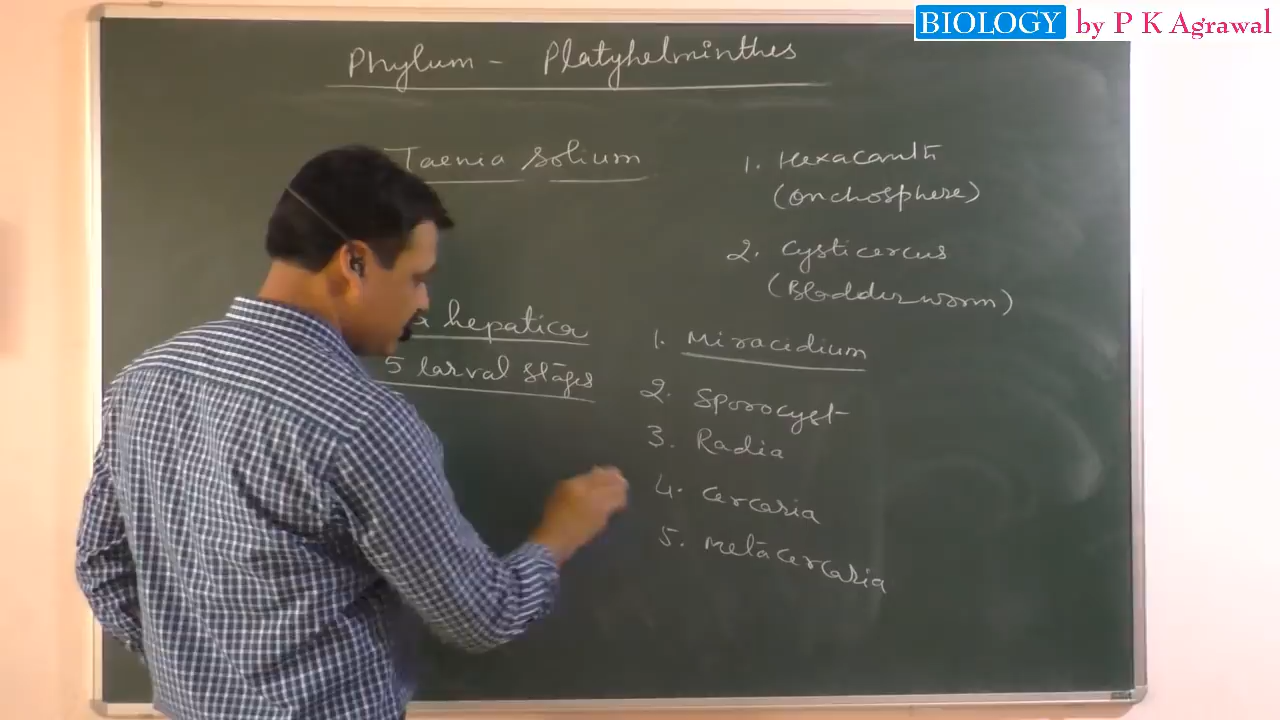 BIOLOGY by P K Agrawal
Phylum - Platyhelminthes
Taenia Solium
1. Hexacanth
(Onchosphere)
2. Cysticercus
(Bladder worm)
hepatica
5 larval stages
1. Miracidium
2. Sporocyst
3. Radia
4. Cercaria
5. Metacercaria